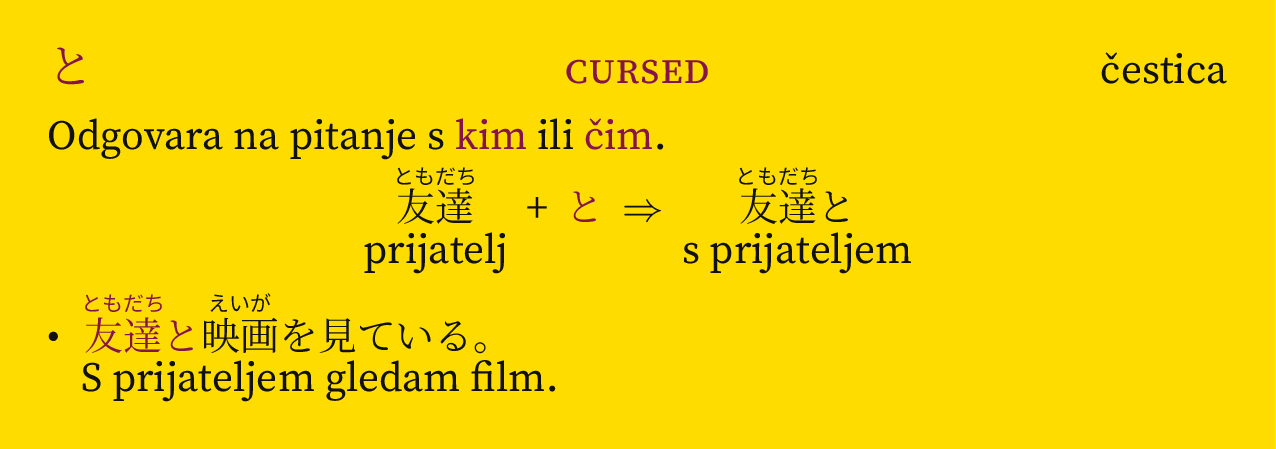 と CURSED čestica
Odgovara na pitanje s kim ili čim.
ともだち ともだち
友達 + と ⇒ 友達と
prijatelj s prijateljem
ともだち えいが
• 友達と映画を見ている。
S prijateljem gledam film.